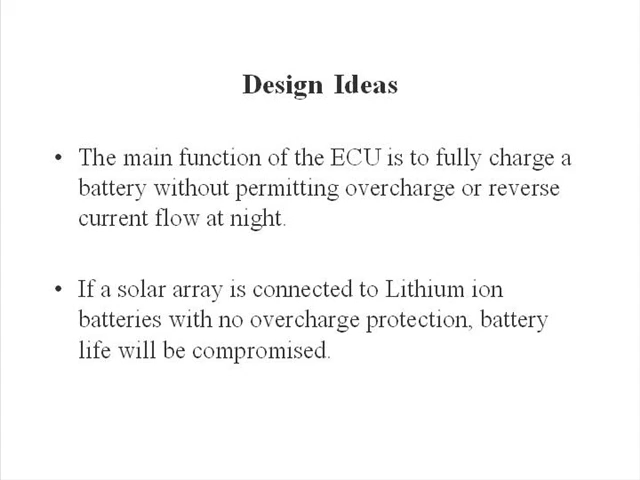 Design Ideas
• The main function of the ECU is to fully charge a
battery without permitting overcharge or reverse
current flow at night.
• If a solar array is connected to Lithium ion
batteries with no overcharge protection, battery
life will be compromised.